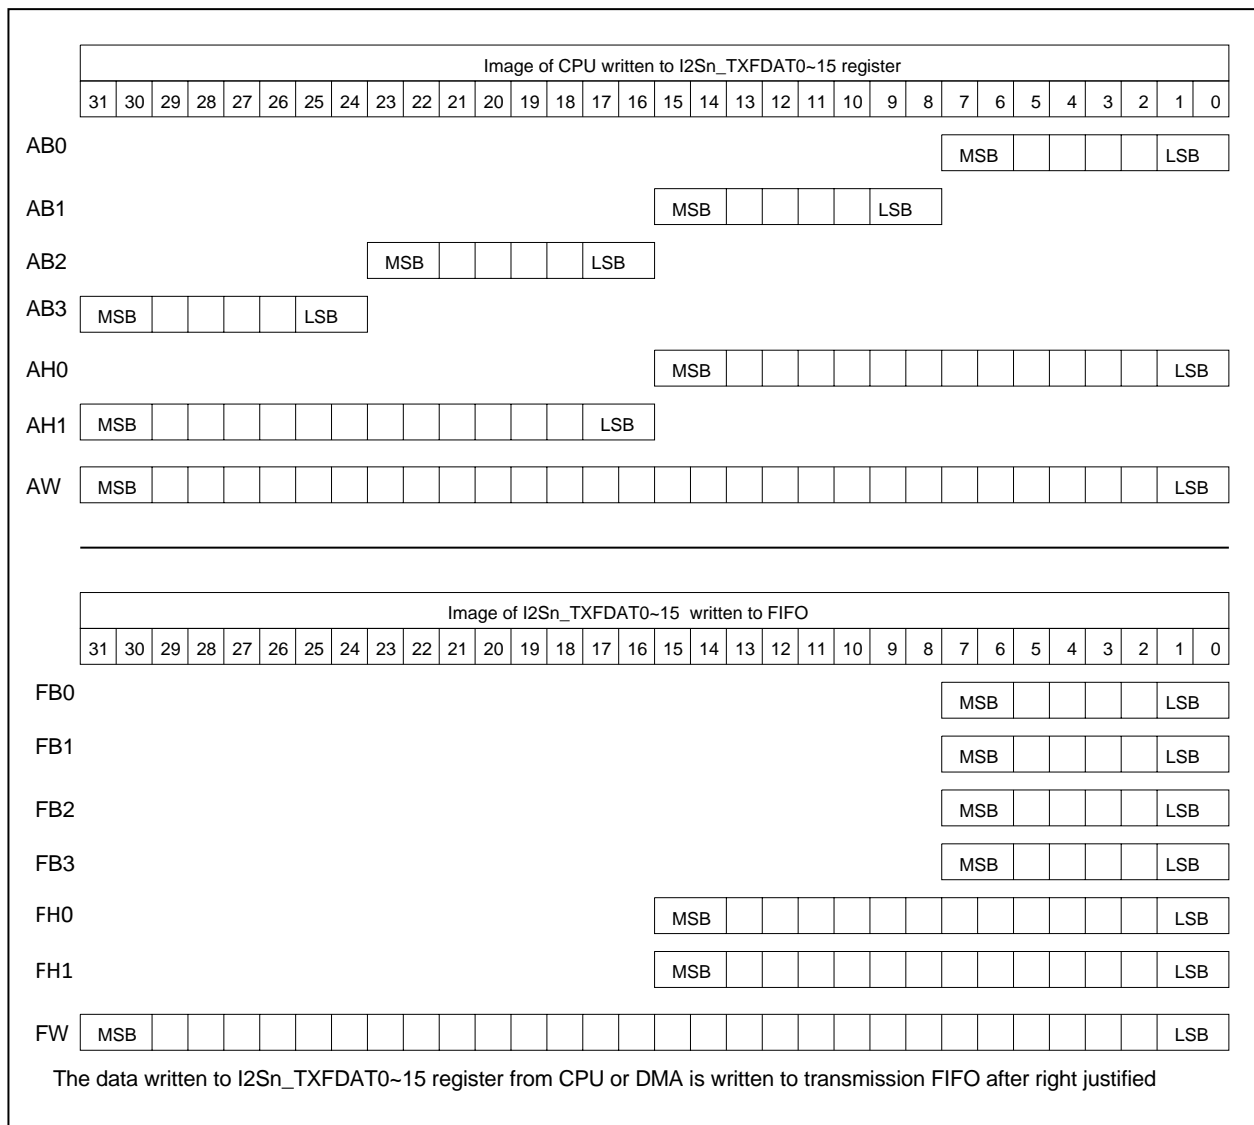 Image of CPU written to I2Sn_TXFDAT0~15 register
31 30 29 28 27 26 25 24 23 22 21 20 19 18 17 16 15 14 13 12 11 10 9 8 7 6 5 4 3 2 1 0
AB0 MSB LSB
AB1 MSB LSB
AB2 MSB LSB
AB3 MSB LSB
AH0 MSB LSB
AH1 MSB LSB
AW MSB LSB
Image of I2Sn_TXFDAT0~15 written to FIFO
31 30 29 28 27 26 25 24 23 22 21 20 19 18 17 16 15 14 13 12 11 10 9 8 7 6 5 4 3 2 1 0
FB0 MSB LSB
FB1 MSB LSB
FB2 MSB LSB
FB3 MSB LSB
FH0 MSB LSB
FH1 MSB LSB
FW MSB LSB
The data written to I2Sn_TXFDAT0~15 register from CPU or DMA is written to transmission FIFO after right justified